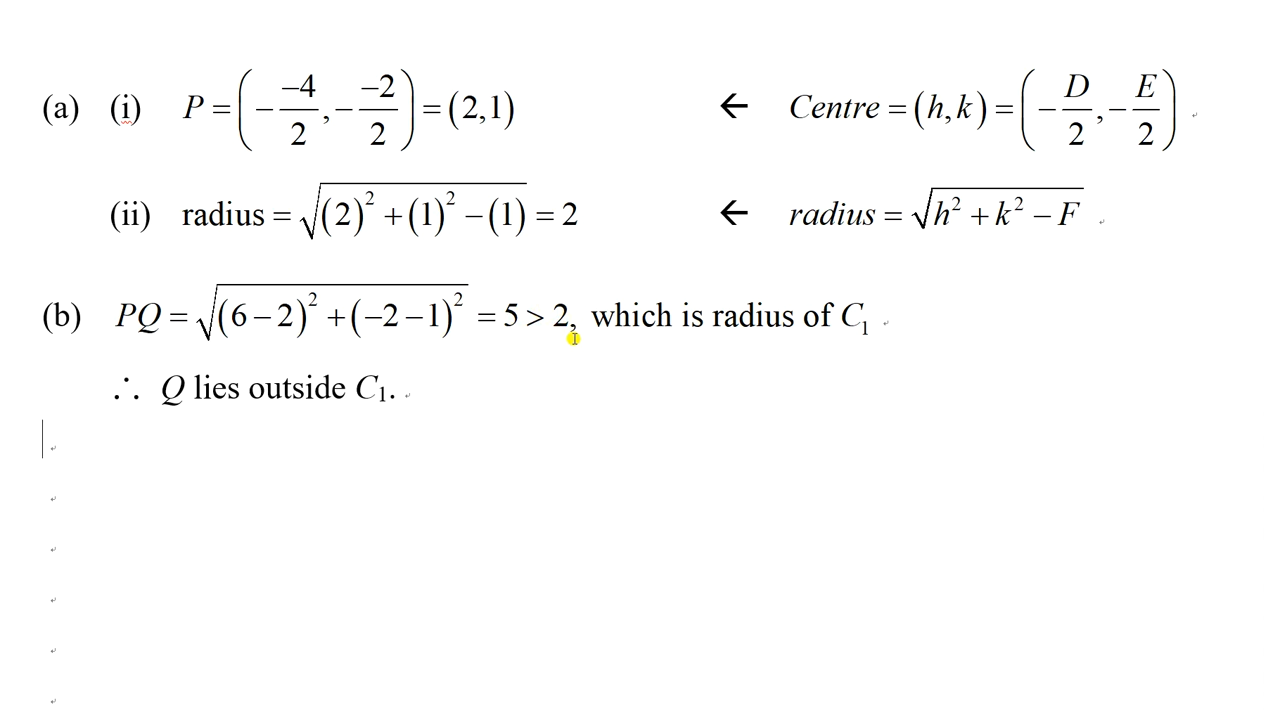 (a) (i) P = (−−4/2, −−2/2) = (2,1) ← Centre = (h,k) = (−D/2, −E/2)
(ii) radius = √((2)² + (1)² − (1)) = 2 ← radius = √(h² + k² − F)
(b) PQ = √((6−2)² + (−2−1)²) = 5 > 2, which is radius of C₁
∴ Q lies outside C₁.